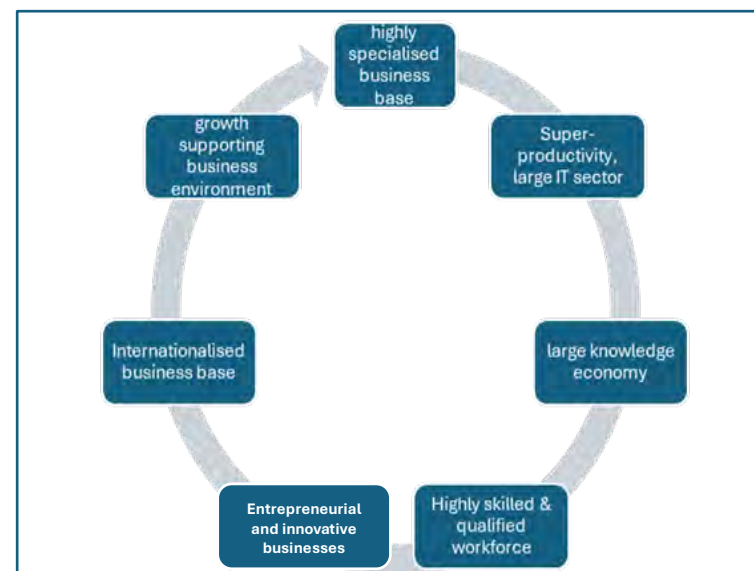 highly
specialised
business
base
Super-
productivity,
large IT sector
large knowledge
economy
Highly skilled &
qualified
workforce
Entrepreneurial
and innovative
businesses
Internationalised
business base
growth
supporting
business
environment